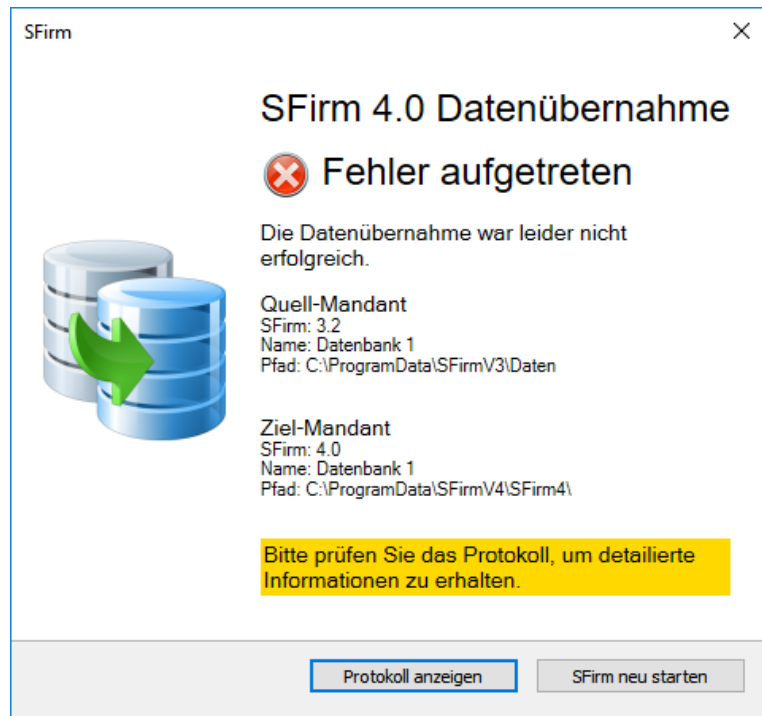 SFirm
SFirm 4.0 Datenübernahme
Fehler aufgetreten
Die Datenübernahme war leider nicht
erfolgreich.
Quell-Mandant
SFirm: 3.2
Name: Datenbank 1
Pfad: C:\ProgramData\SFirmV3\Daten
Ziel-Mandant
SFirm: 4.0
Name: Datenbank 1
Pfad: C:\ProgramData\SFirmV4\SFirm4\
Bitte prüfen Sie das Protokoll, um detailierte
Informationen zu erhalten.
Protokoll anzeigen
SFirm neu starten